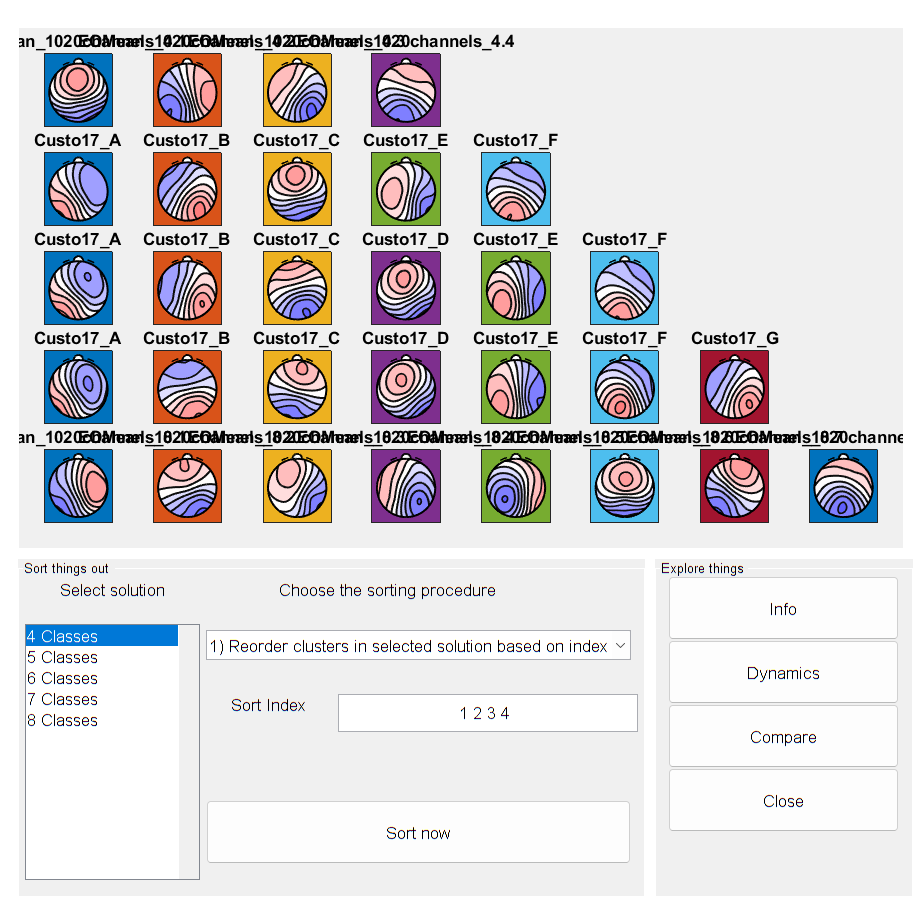 Custo17_A Custo17_B Custo17_C Custo17_E Custo17_F
Custo17_A Custo17_B Custo17_C Custo17_D Custo17_E Custo17_F
Custo17_A Custo17_B Custo17_C Custo17_D Custo17_E Custo17_F Custo17_G
Sort things out
Select solution
Choose the sorting procedure
4 Classes
5 Classes
6 Classes
7 Classes
8 Classes
1) Reorder clusters in selected solution based on index
Sort Index
1 2 3 4
Sort now
Explore things
Info
Dynamics
Compare
Close